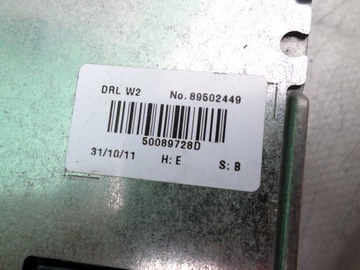 DRL W2 No. 89502449
50089728D
31/10/11 H: E S: B